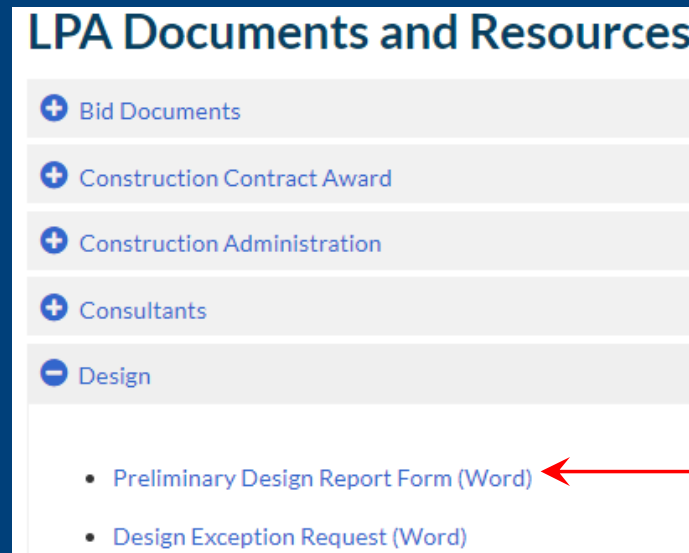 LPA Documents and Resources
Bid Documents
Construction Contract Award
Construction Administration
Consultants
Design
Preliminary Design Report Form (Word)
Design Exception Request (Word)